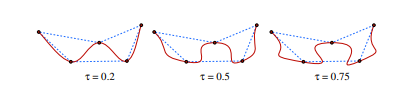 τ = 0.2 τ = 0.5 τ = 0.75